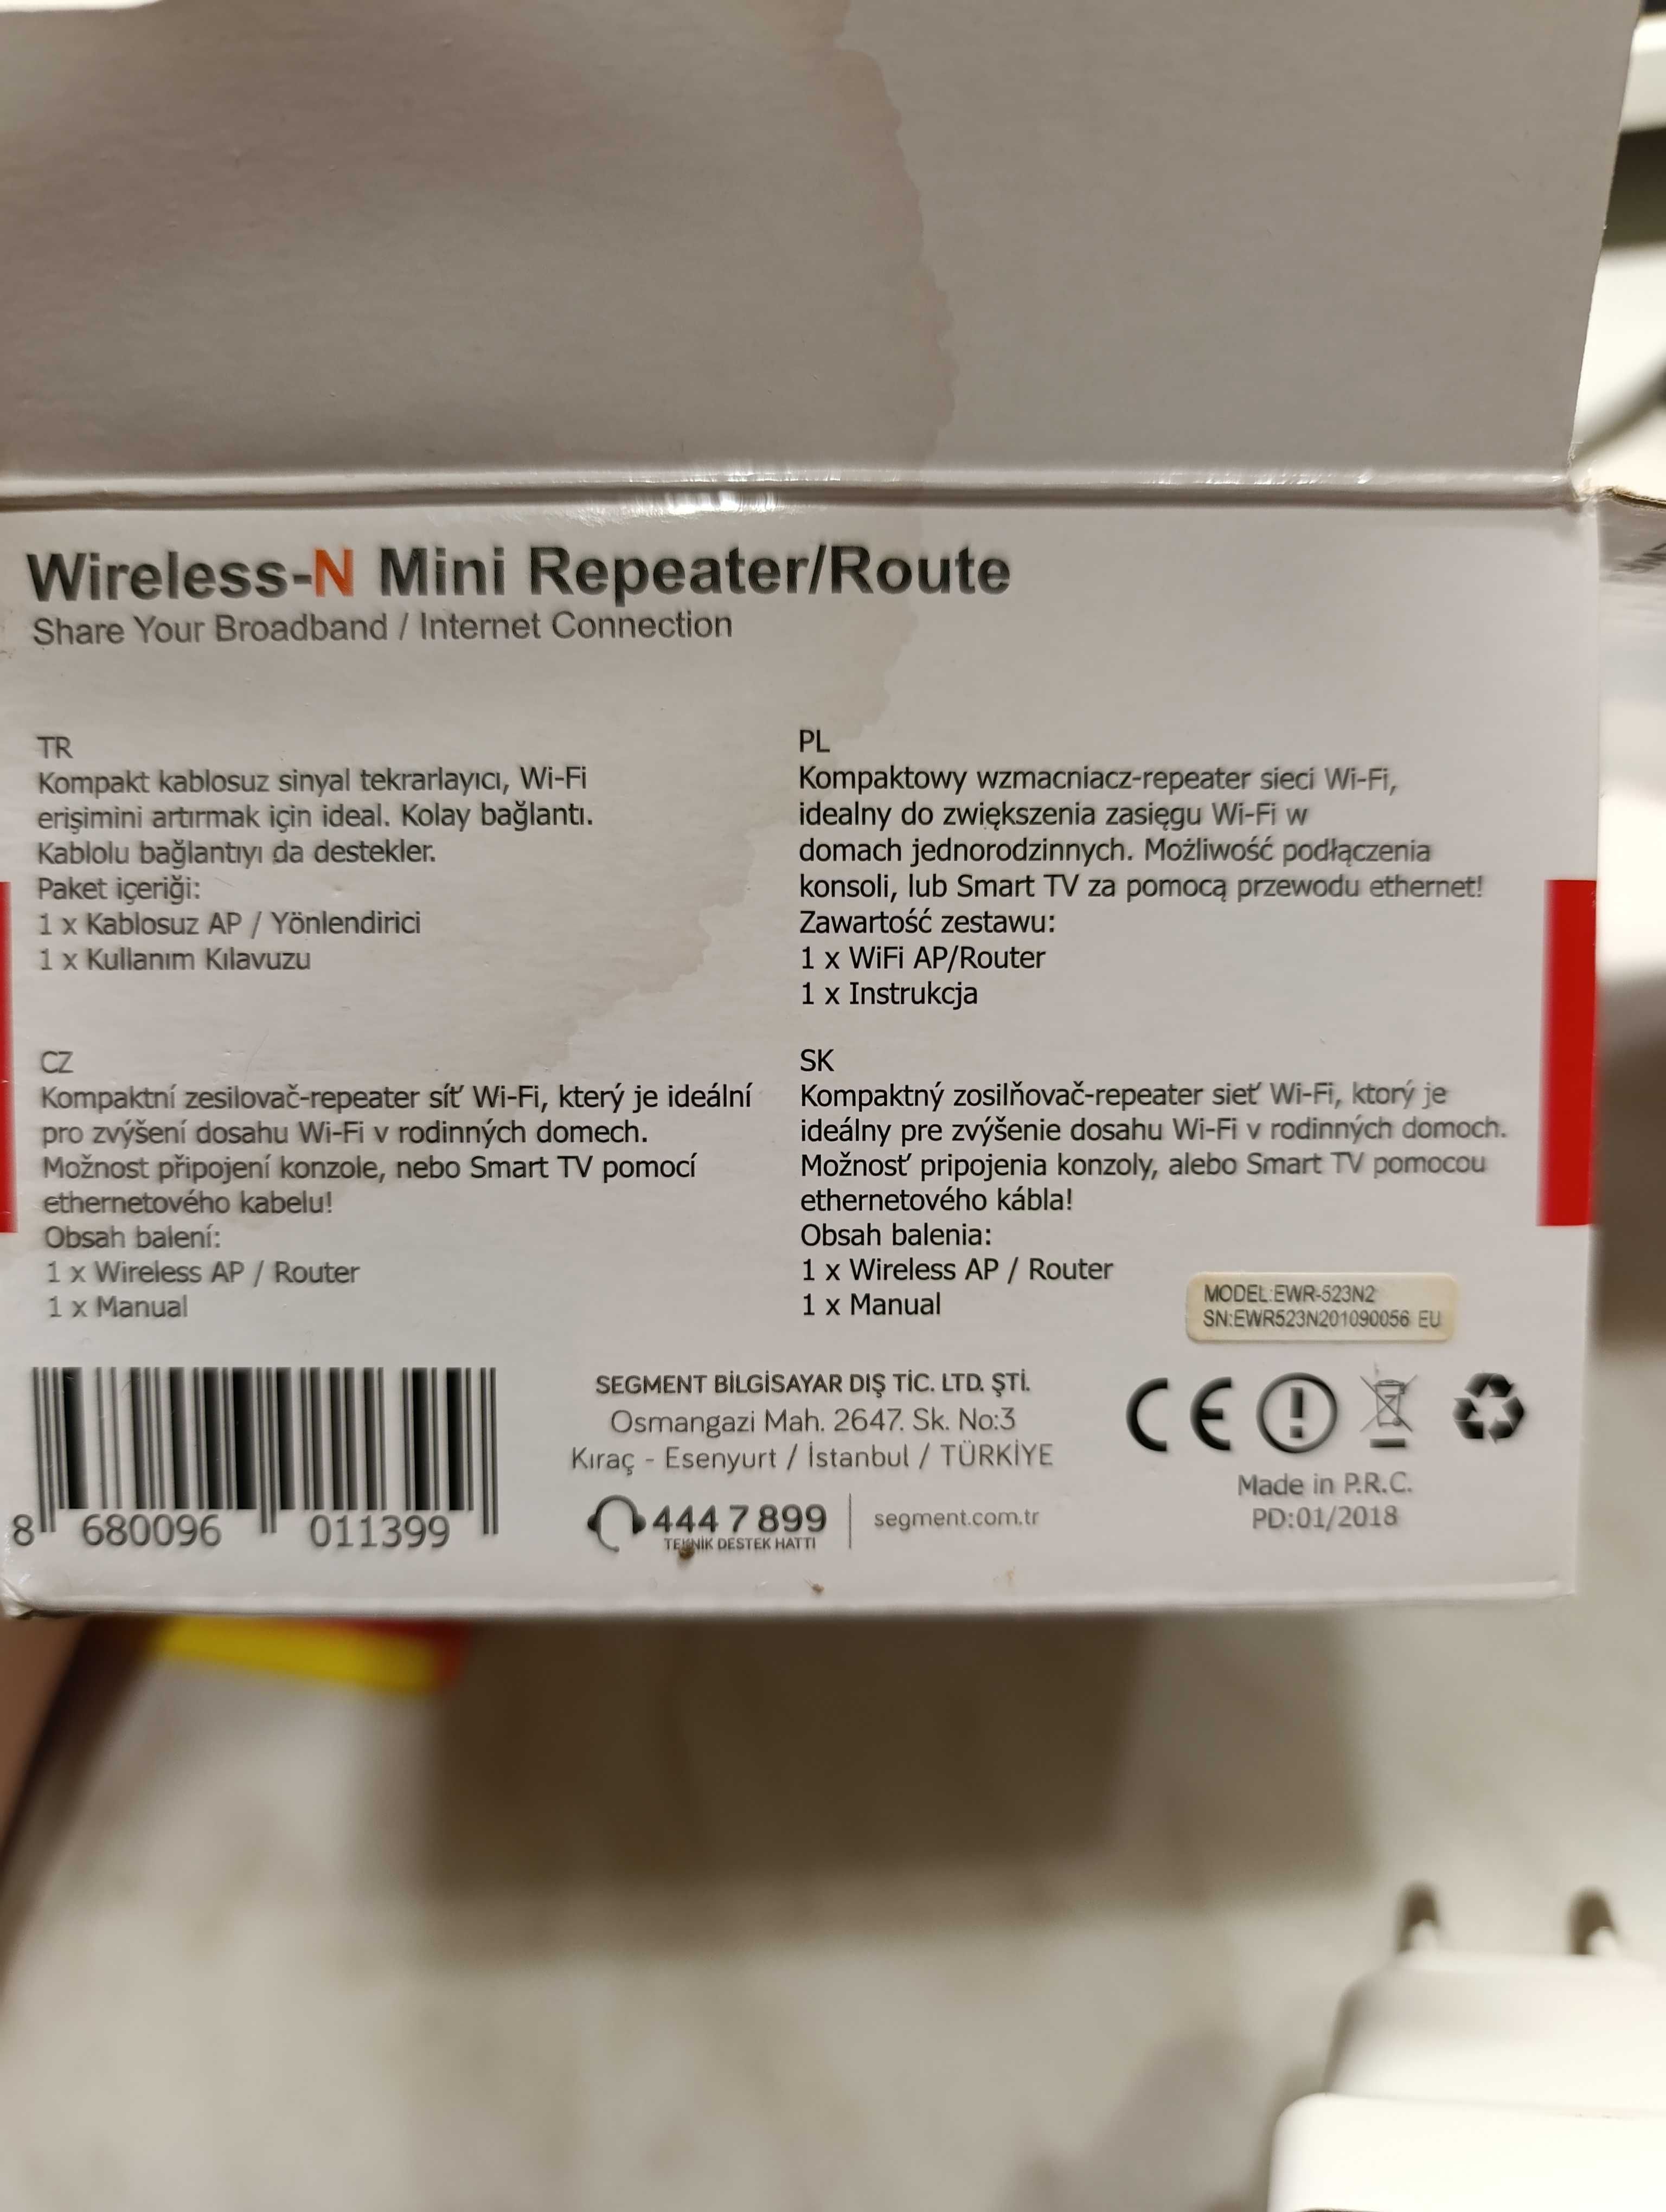 Wireless-N Mini Repeater/Route
Share Your Broadband / Internet Connection
TR
Kompakt kablosuz sinyal tekrarlayıcı, Wi-Fi
erişimini artırmak için ideal. Kolay bağlantı.
Kablolu bağlantıyı da destekler.
Paket içeriği:
1 x Kablosuz AP / Yönlendirici
1 x Kullanım Kılavuzu
PL
Kompaktowy wzmacniacz-repeater sieci Wi-Fi,
idealny do zwiększenia zasięgu Wi-Fi w
domach jednorodzinnych. Możliwość podłączenia
konsoli, lub Smart TV za pomocą przewodu ethernet!
Zawartość zestawu:
1 x WiFi AP/Router
1 x Instrukcja
CZ
Kompaktní zesilovač-repeater síť Wi-Fi, který je ideální
pro zvýšení dosahu Wi-Fi v rodinných domech.
Možnost připojení konzole, nebo Smart TV pomocí
ethernetového kabelu!
Obsah balení:
1 x Wireless AP / Router
1 x Manual
SK
Kompaktný zosilňovač-repeater sieť Wi-Fi, ktorý je
ideálny pre zvýšenie dosahu Wi-Fi v rodinných domoch.
Možnosť pripojenia konzoly, alebo Smart TV pomocou
ethernetového kábla!
Obsah balenia:
1 x Wireless AP / Router
1 x Manual
MODEL:EWR-523N2
SN:EWR523N201090056 EU
8 680096 011399
SEGMENT BİLGİSAYAR DIŞ TİC. LTD. ŞTİ.
Osmangazi Mah. 2647. Sk. No:3
Kıraç - Esenyurt / İstanbul / TÜRKİYE
444 7 899
TEKNİK DESTEK HATTI
segment.com.tr
CE
Made in P.R.C.
PD:01/2018